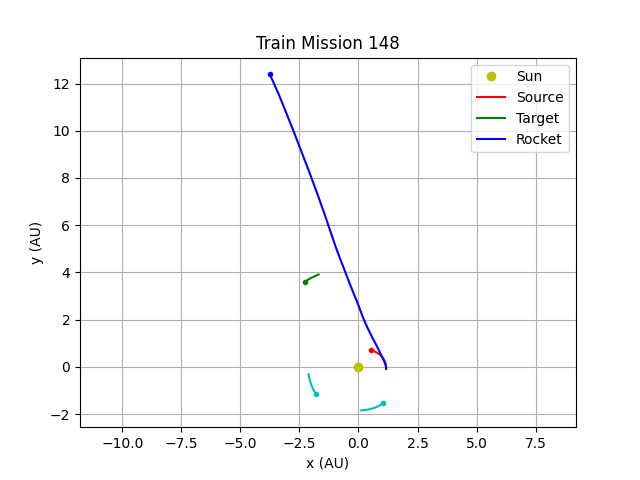 Train Mission 148
Sun
Source
Target
Rocket
12
10
8
6
4
2
0
−2
y (AU)
−10.0 −7.5 −5.0 −2.5 0.0 2.5 5.0 7.5
x (AU)